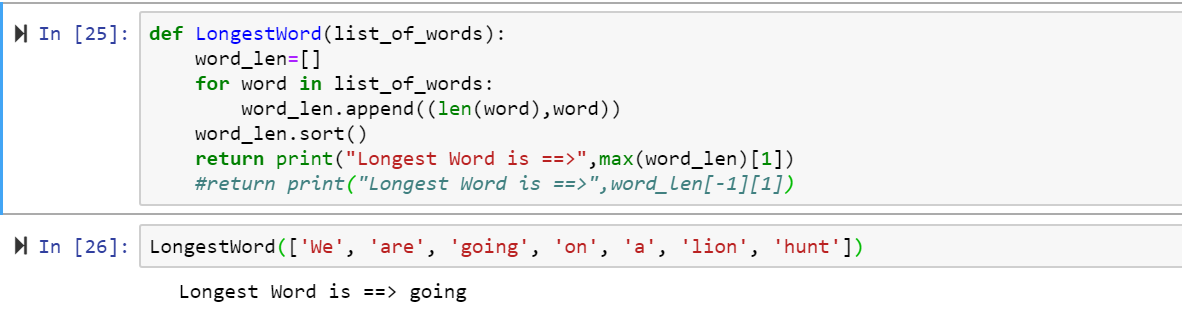 In [25]: def LongestWord(list_of_words):
    word_len=[]
    for word in list_of_words:
        word_len.append((len(word),word))
    word_len.sort()
    return print("Longest Word is ==>",max(word_len)[1])
    #return print("Longest Word is ==>",word_len[-1][1])
In [26]: LongestWord(['We', 'are', 'going', 'on', 'a', 'lion', 'hunt'])
Longest Word is ==> going